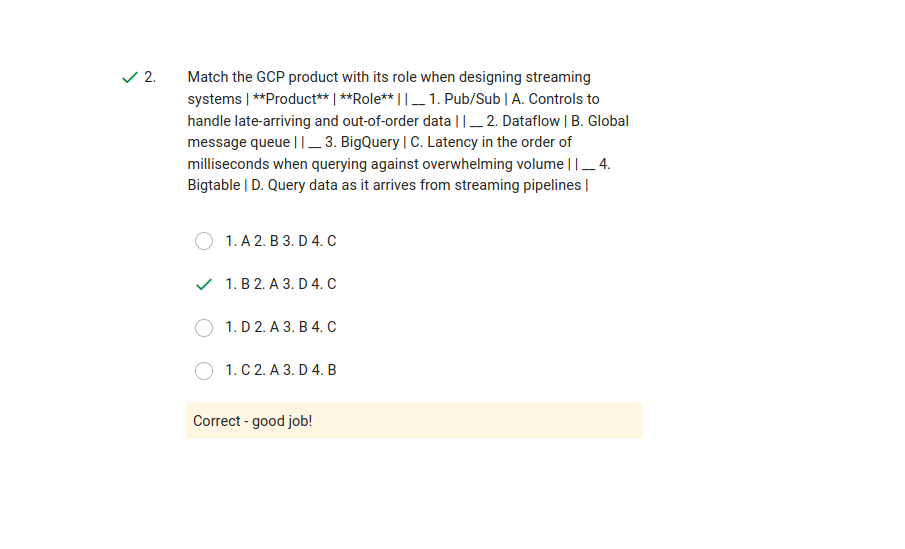 2.
Match the GCP product with its role when designing streaming
systems | **Product** | **Role** | | __ 1. Pub/Sub | A. Controls to
handle late-arriving and out-of-order data | | __ 2. Dataflow | B. Global
message queue | | __ 3. BigQuery | C. Latency in the order of
milliseconds when querying against overwhelming volume | | __ 4.
Bigtable | D. Query data as it arrives from streaming pipelines |
1. A 2. B 3. D 4. C
1. B 2. A 3. D 4. C
1. D 2. A 3. B 4. C
1. C 2. A 3. D 4. B
Correct - good job!